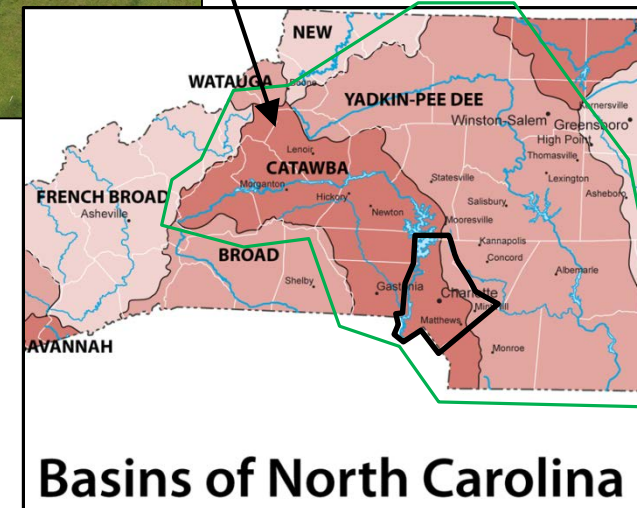 NEW
WATAUGA
Boone
YADKIN-PEE DEE
Kernersville
Winston-Salem
Greensboro
High Point
Lenoir
Thomasville
CATAWBA
Statesville
Lexington
Morganton
Hickory
Asheboro
FRENCH BROAD
Newton
Salisbury
Asheville
Mooresville
Kannapolis
BROAD
Concord
Albemarle
Shelby
Gastonia
Charlotte
Matthews
AVANNAH
Monroe
Basins of North Carolina